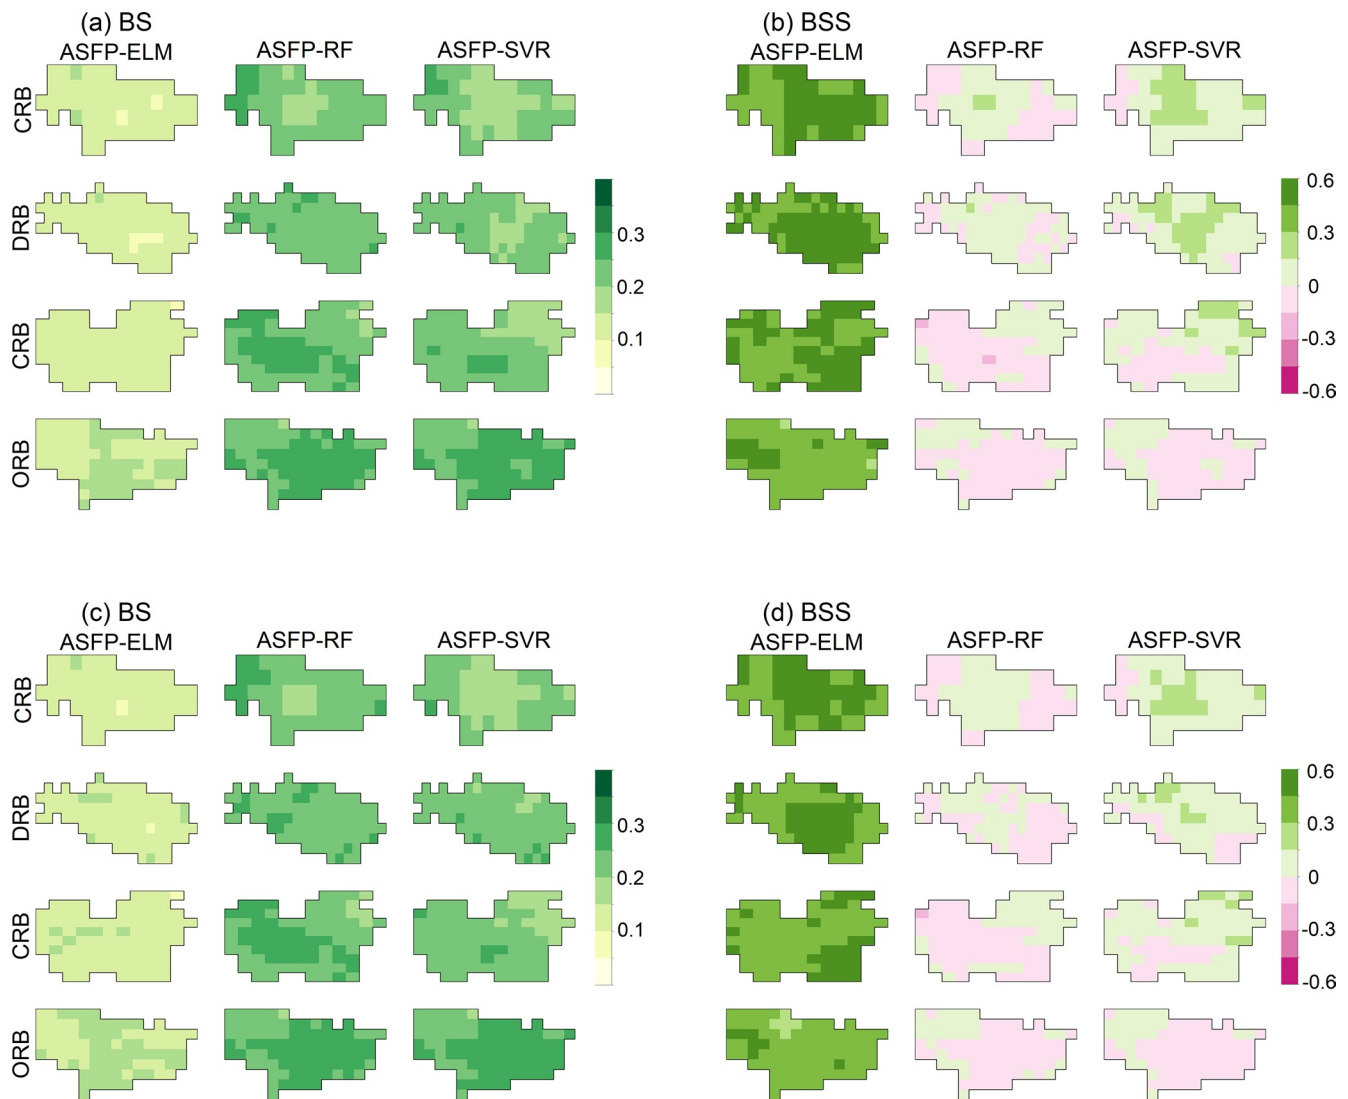 (a) BS
ASFP-ELM ASFP-RF ASFP-SVR
CRB
DRB
CRB
ORB
0.3
0.2
0.1
(b) BSS
ASFP-ELM ASFP-RF ASFP-SVR
0.6
0.3
0
-0.3
-0.6
(c) BS
ASFP-ELM ASFP-RF ASFP-SVR
CRB
DRB
CRB
ORB
0.3
0.2
0.1
(d) BSS
ASFP-ELM ASFP-RF ASFP-SVR
0.6
0.3
0
-0.3
-0.6